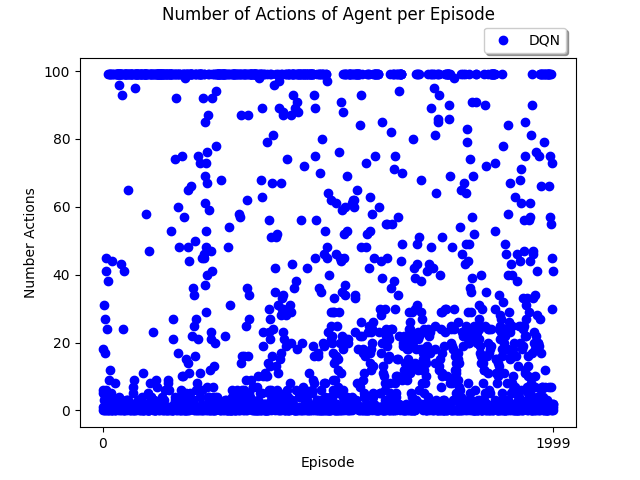 Number of Actions of Agent per Episode
DQN
100
80
60
40
20
0
Number Actions
0
1999
Episode